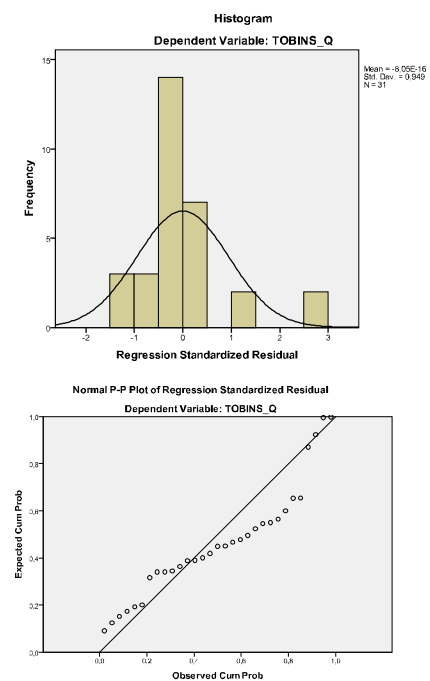 Histogram
Dependent Variable: TOBINS_Q
Mean = -8,05E-16
Std. Dev. = 0,949
N = 31
15
10
5
0
Frequency
-2 -1 0 1 2 3
Regression Standardized Residual
Normal P-P Plot of Regression Standardized Residual
Dependent Variable: TOBINS_Q
1,0
0,8
0,6
0,4
0,2
0,0
Expected Cum Prob
0,0 0,2 0,4 0,6 0,8 1,0
Observed Cum Prob